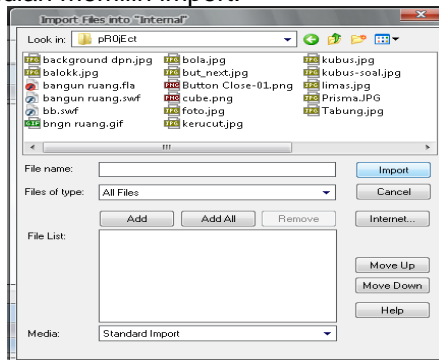 Import Files into "Internal"
Look in: pR0jEct
background dpn.jpg bola.jpg kubus.jpg
balokk.jpg but_next.jpg kubus-soal.jpg
bangun ruang.fla Button Close-01.png limas.jpg
bangun ruang.swf cube.png Prisma.JPG
bb.swf foto.jpg Tabung.jpg
bngn ruang.gif kerucut.jpg
File name: Import
Files of type: All Files Cancel
Add Add All Remove Internet...
File List:
Move Up
Move Down
Help
Media: Standard Import